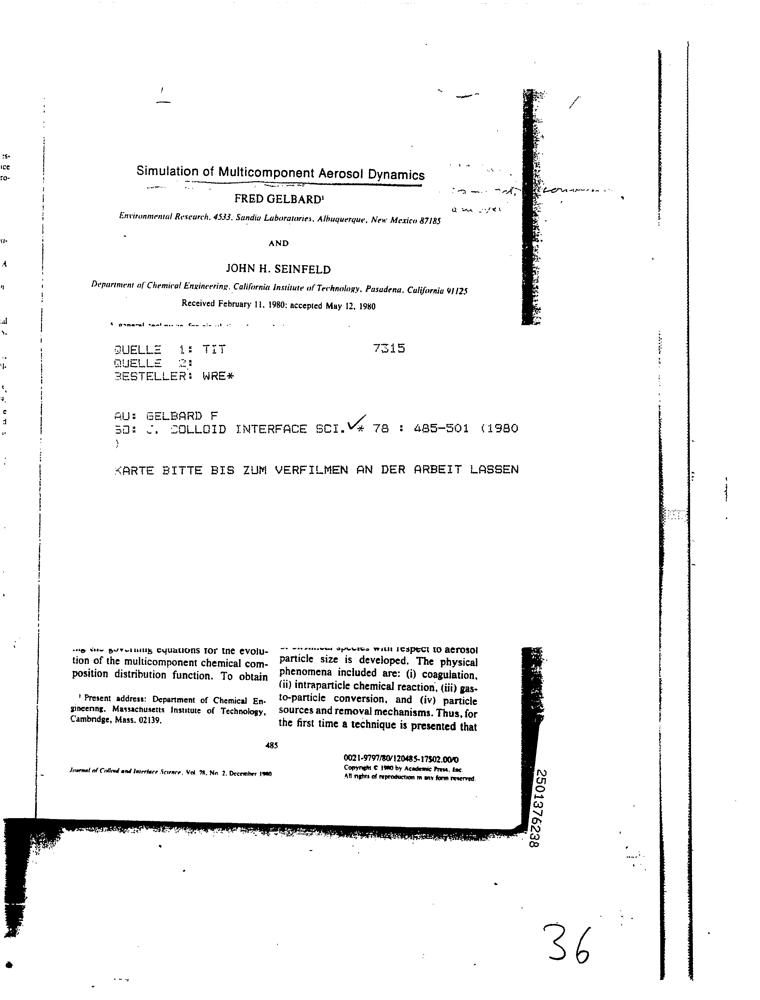 Simulation of Multicomponent Aerosol Dynamics
FRED GELBARD¹
Environmental Research, 4533, Sandia Laboratories, Albuquerque, New Mexico 87185
AND
JOHN H. SEINFELD
Department of Chemical Engineering, California Institute of Technology, Pasadena, California 91125
Received February 11, 1980; accepted May 12, 1980
QUELLE 1: TIT 7315
QUELLE 2:
BESTELLER: WRE*
AU: GELBARD F
SO: J. COLLOID INTERFACE SCI.* 78 : 485-501 (1980
)
KARTE BITTE BIS ZUM VERFILMEN AN DER ARBEIT LASSEN
equations for the evolu-
tion of the multicomponent chemical com-
position distribution function. To obtain
¹ Present address: Department of Chemical En-
gineering, Massachusetts Institute of Technology,
Cambridge, Mass. 02139.
species with respect to aerosol
particle size is developed. The physical
phenomena included are: (i) coagulation,
(ii) intraparticle chemical reaction, (iii) gas-
to-particle conversion, and (iv) particle
sources and removal mechanisms. Thus, for
the first time a technique is presented that
485
Journal of Colloid and Interface Science, Vol. 78, No. 2, December 1980
0021-9797/80/120485-17$02.00/0
Copyright © 1980 by Academic Press, Inc.
All rights of reproduction in any form reserved.
2501376238
36